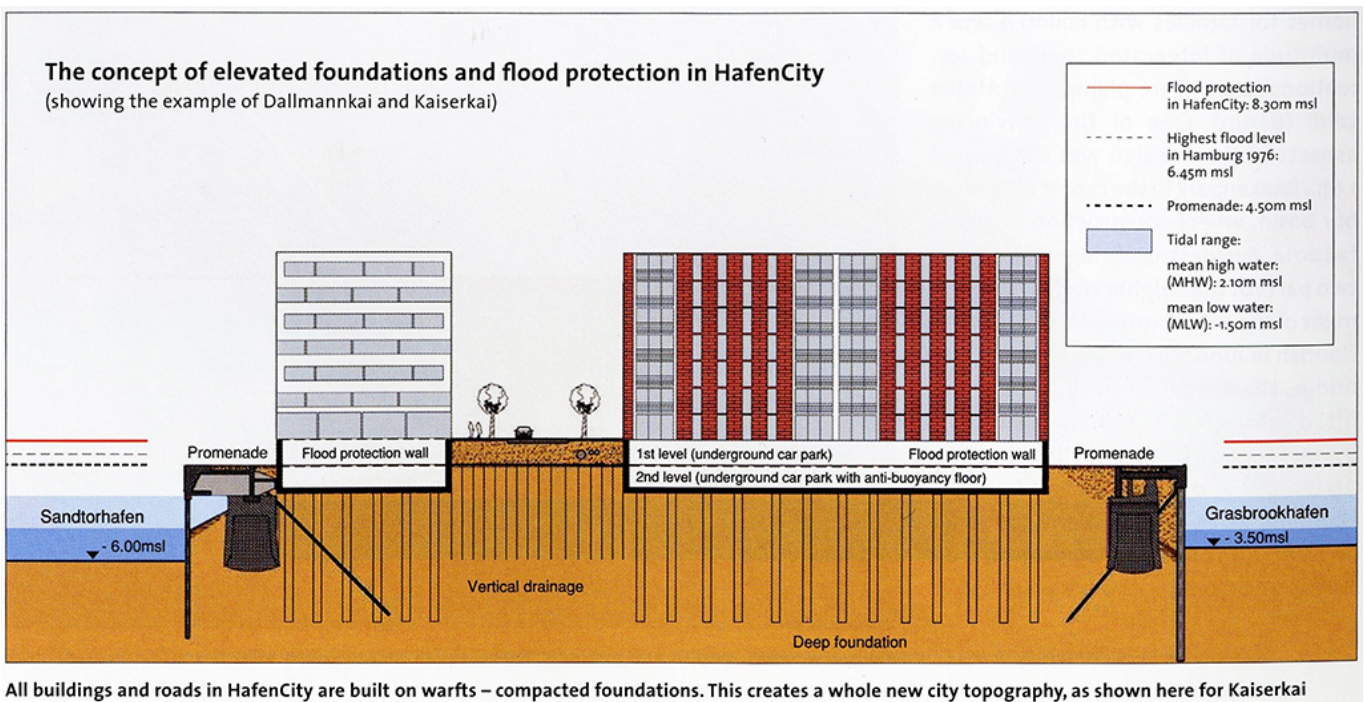 The concept of elevated foundations and flood protection in HafenCity
(showing the example of Dallmannkai and Kaiserkai)
Flood protection
in HafenCity: 8.30m msl
Highest flood level
in Hamburg 1976:
6.45m msl
Promenade: 4.50m msl
Tidal range:
mean high water:
(MHW): 2.10m msl
mean low water:
(MLW): -1.50m msl
Promenade
Flood protection wall
1st level (underground car park)
Flood protection wall
2nd level (underground car park with anti-buoyancy floor)
Promenade
Sandtorhafen
- 6.00msl
Grasbrookhafen
- 3.50msl
Vertical drainage
Deep foundation
All buildings and roads in HafenCity are built on warfts – compacted foundations. This creates a whole new city topography, as shown here for Kaiserkai